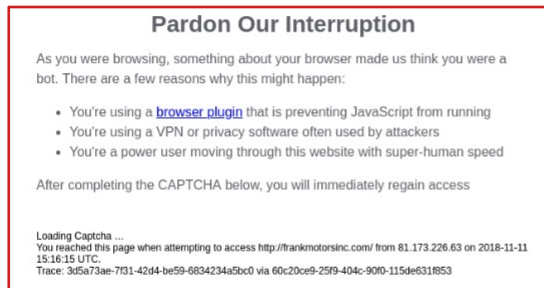 Pardon Our Interruption
As you were browsing, something about your browser made us think you were a
bot. There are a few reasons why this might happen:
• You're using a browser plugin that is preventing JavaScript from running
• You're using a VPN or privacy software often used by attackers
• You're a power user moving through this website with super-human speed
After completing the CAPTCHA below, you will immediately regain access
Loading Captcha ...
You reached this page when attempting to access http://frankmotorsinc.com/ from 81.173.226.63 on 2018-11-11
15:16:15 UTC.
Trace: 3d5a73ae-7f31-42d4-be59-6834234a5bc0 via 60c20ce9-25f9-404c-90f0-115de631f853